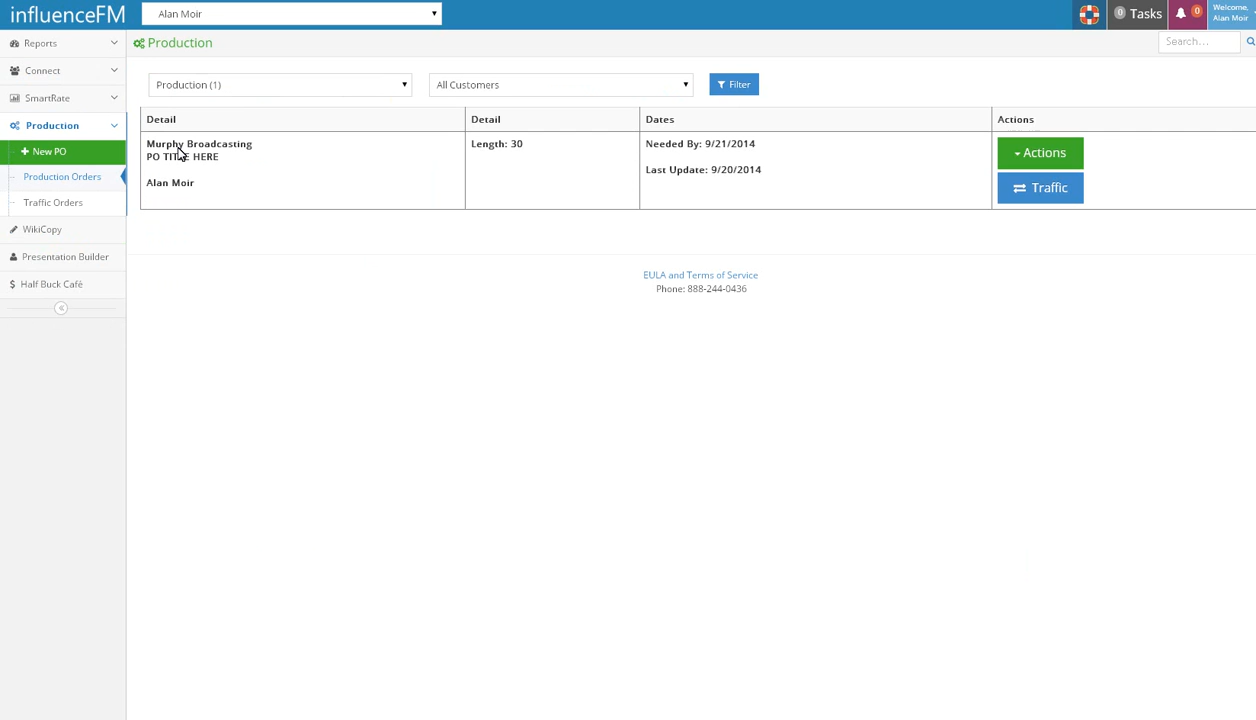 influenceFM
Alan Moir
0 Tasks
0
Welcome,
Alan Moir
Reports
Connect
SmartRate
Production
+ New PO
Production Orders
Traffic Orders
WikiCopy
Presentation Builder
$ Half Buck Café
Production
Search...
Production (1)
All Customers
Filter
Detail Detail Dates Actions
Murphy Broadcasting
PO TITLE HERE
Alan Moir
Length: 30
Needed By: 9/21/2014
Last Update: 9/20/2014
Actions
Traffic
EULA and Terms of Service
Phone: 888-244-0436